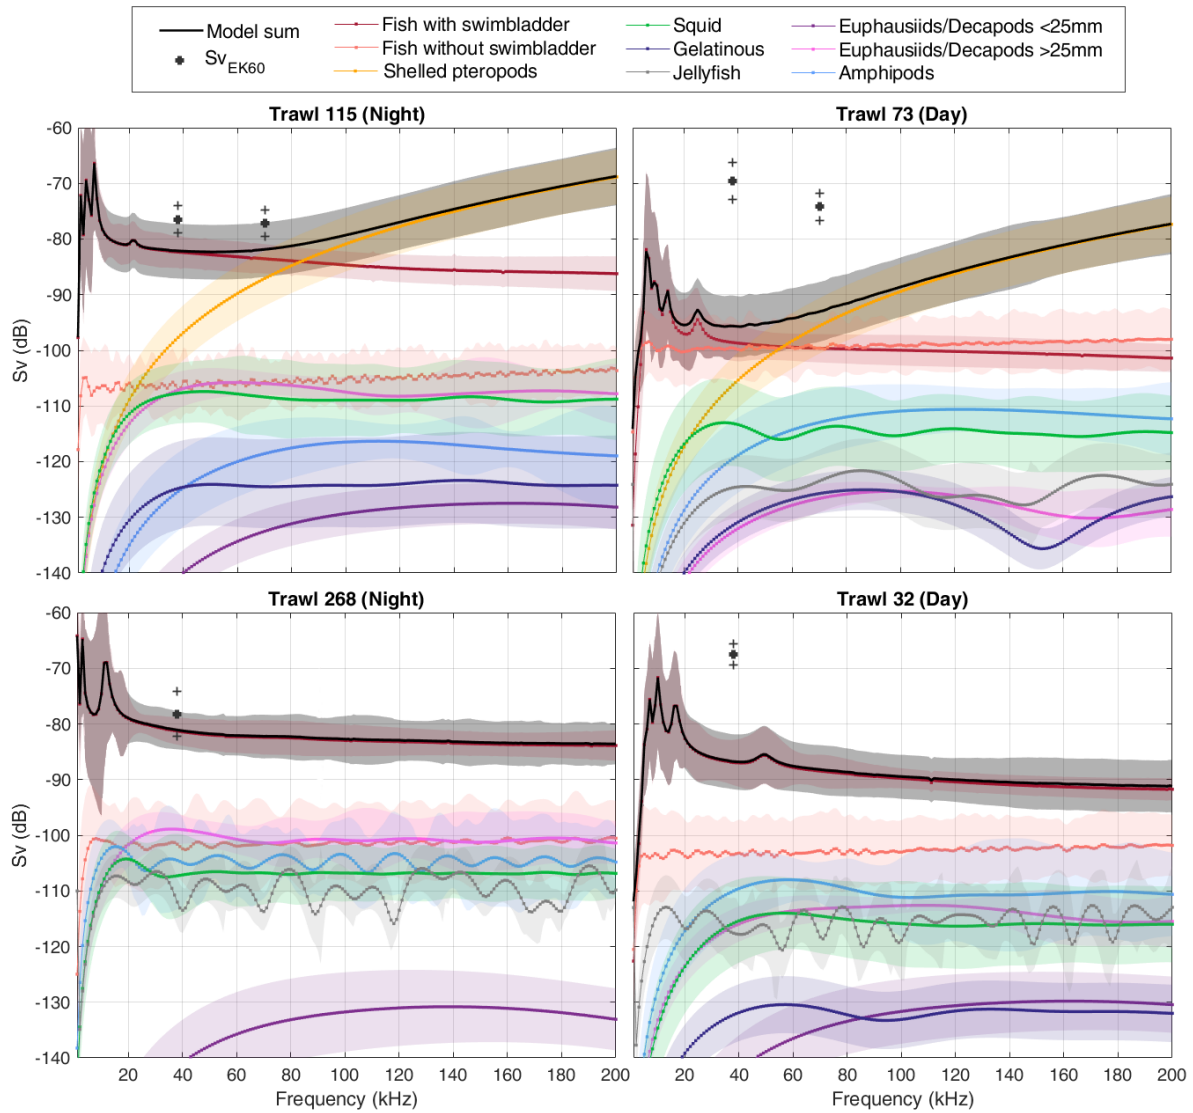 Model sum
Sv EK60
Fish with swimbladder
Fish without swimbladder
Shelled pteropods
Squid
Gelatinous
Jellyfish
Euphausiids/Decapods <25mm
Euphausiids/Decapods >25mm
Amphipods
Trawl 115 (Night)
Trawl 73 (Day)
-60
-70
-80
-90
-100
-110
-120
-130
-140
Sv (dB)
Trawl 268 (Night)
Trawl 32 (Day)
-60
-70
-80
-90
-100
-110
-120
-130
-140
Sv (dB)
20 40 60 80 100 120 140 160 180 200
20 40 60 80 100 120 140 160 180 200
Frequency (kHz)
Frequency (kHz)